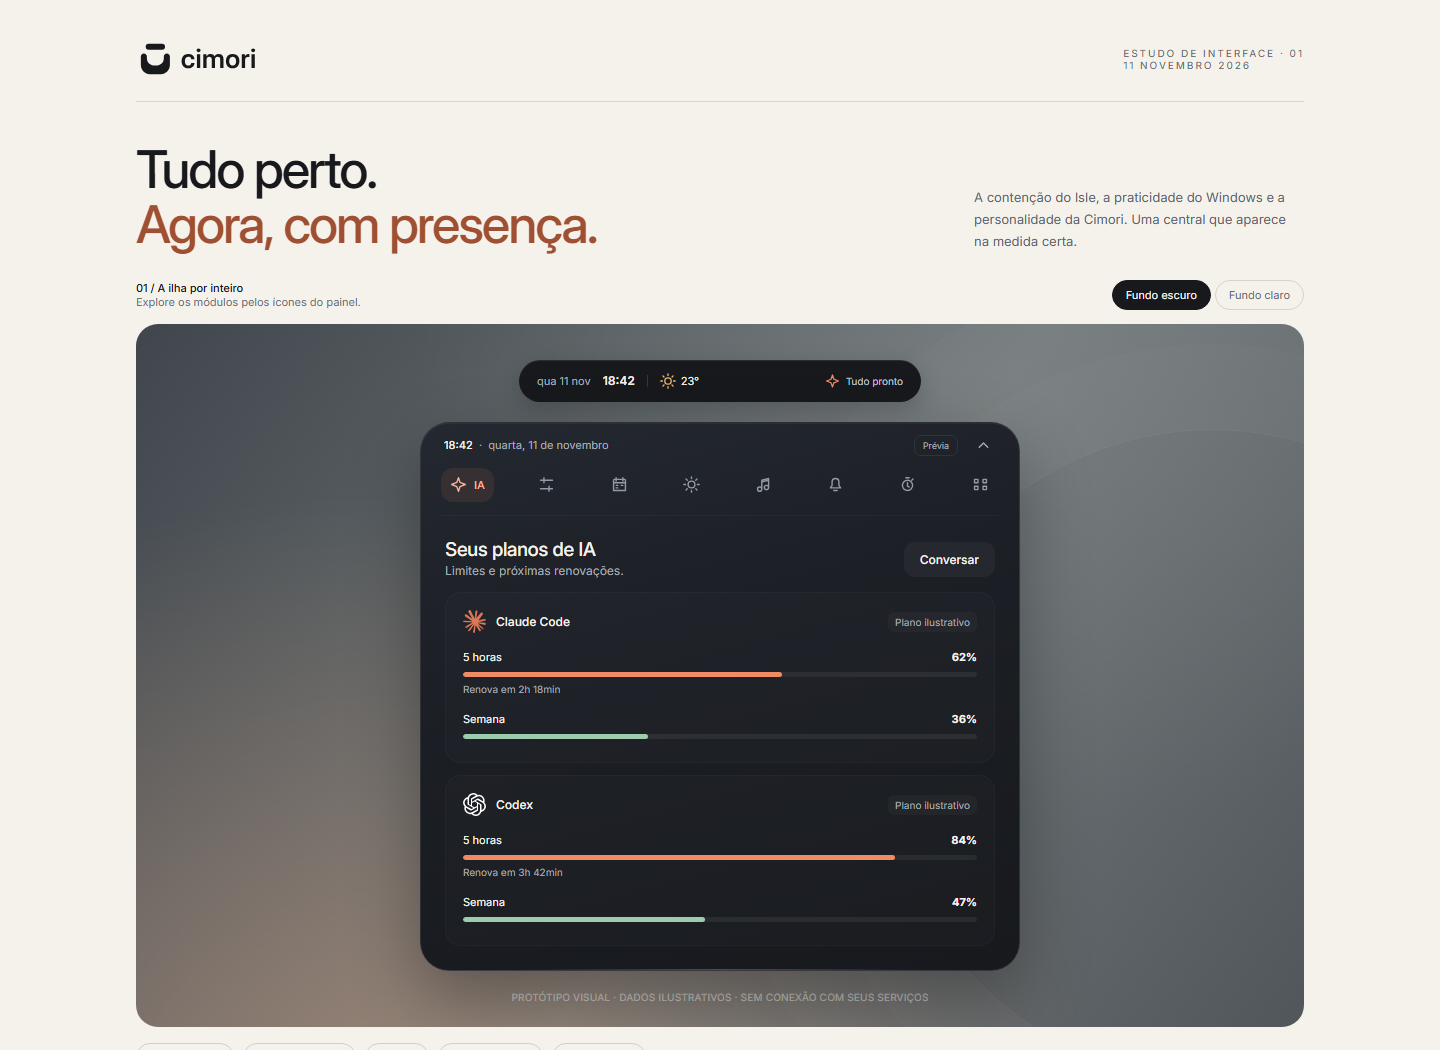 cimori
ESTUDO DE INTERFACE · 01
11 NOVEMBRO 2026
Tudo perto.
Agora, com presença.
A contenção do Isle, a praticidade do Windows e a
personalidade da Cimori. Uma central que aparece
na medida certa.
01 / A ilha por inteiro
Explore os módulos pelos ícones do painel.
Fundo escuro
Fundo claro
qua 11 nov 18:42 23° Tudo pronto
18:42 · quarta, 11 de novembro
Prévia
IA
Seus planos de IA
Limites e próximas renovações.
Conversar
Claude Code
Plano ilustrativo
5 horas 62%
Renova em 2h 18min
Semana 36%
Codex
Plano ilustrativo
5 horas 84%
Renova em 3h 42min
Semana 47%
PROTÓTIPO VISUAL · DADOS ILUSTRATIVOS · SEM CONEXÃO COM SEUS SERVIÇOS